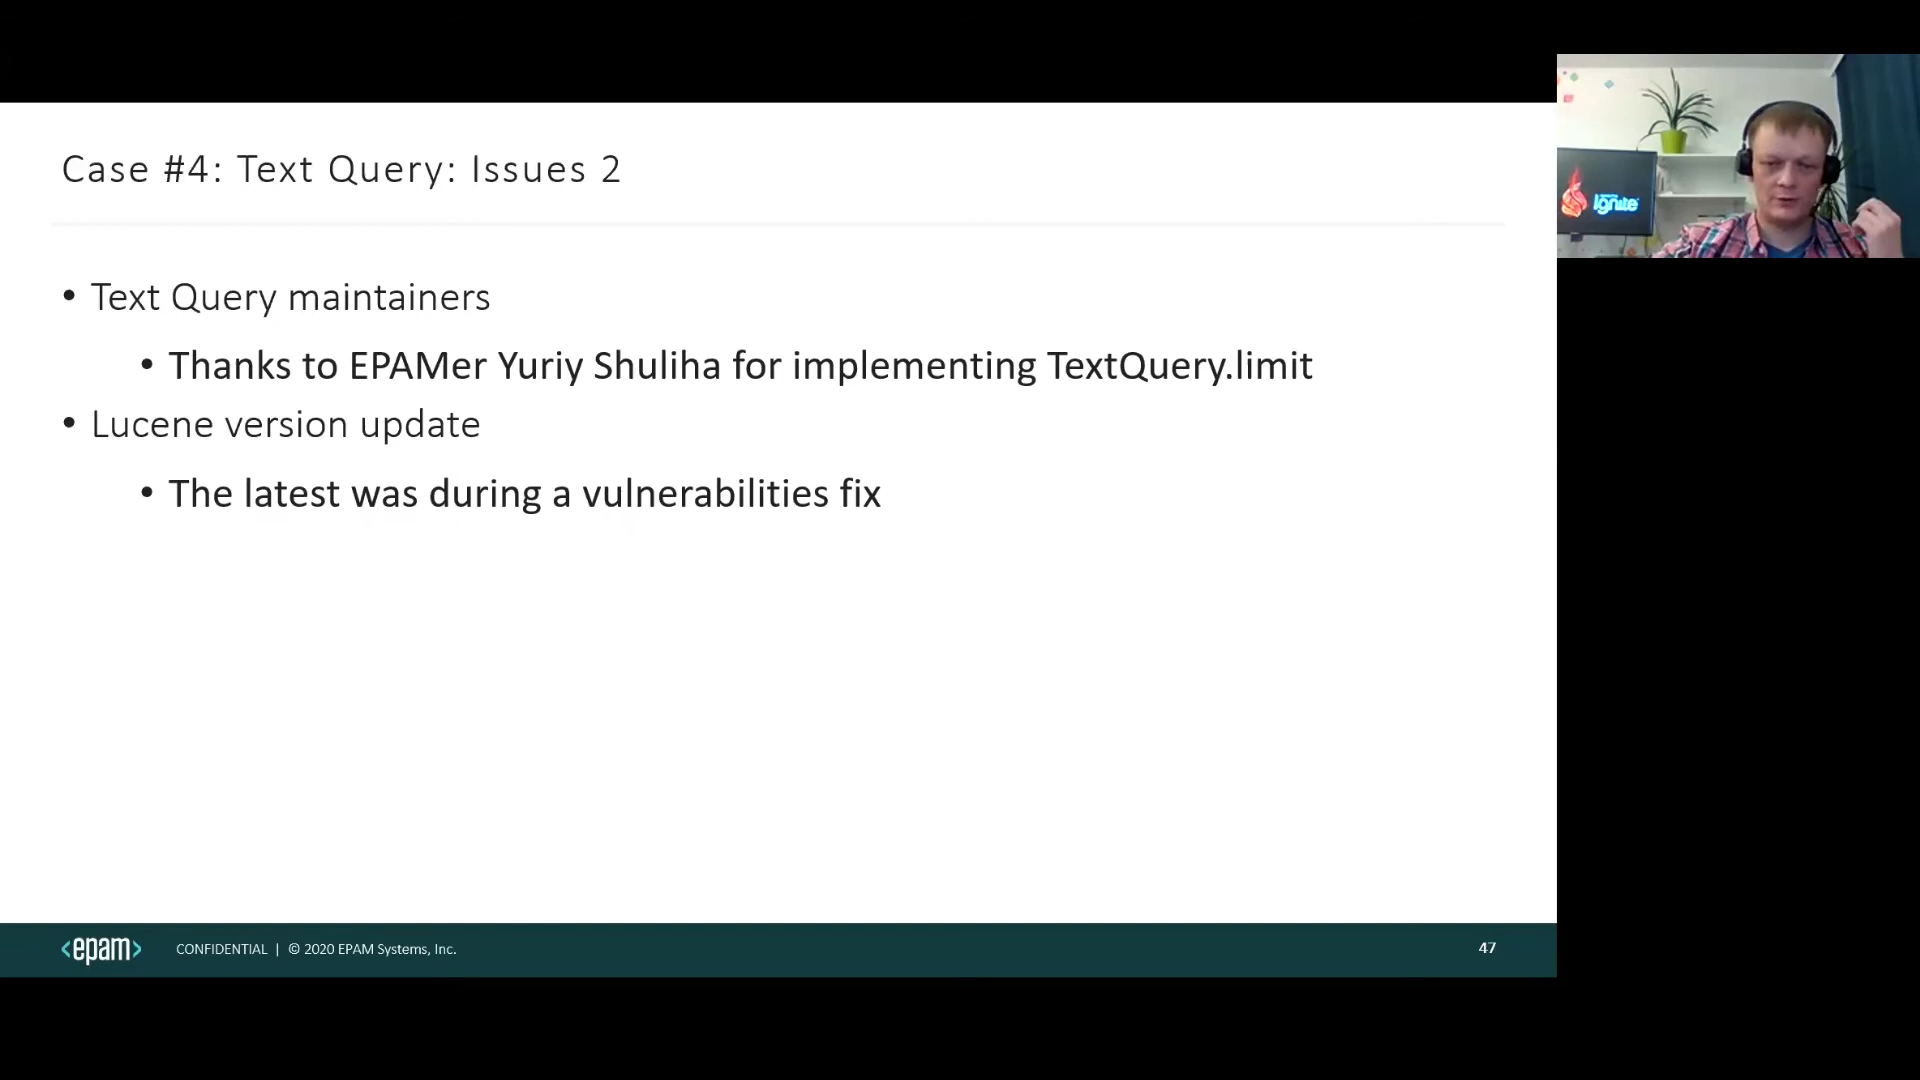 Case #4: Text Query: Issues 2
• Text Query maintainers
• Thanks to EPAMer Yuriy Shuliha for implementing TextQuery.limit
• Lucene version update
• The latest was during a vulnerabilities fix
<epam> CONFIDENTIAL | © 2020 EPAM Systems, Inc.
47
Ignite